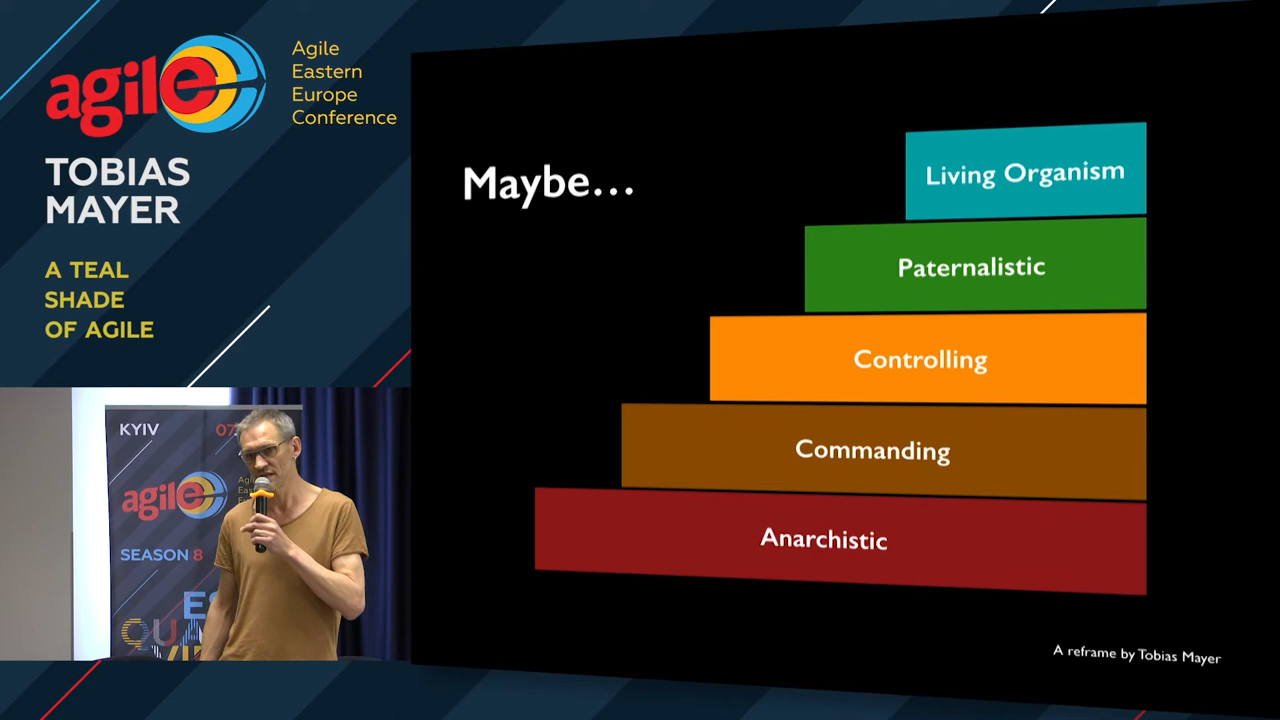 agile
Agile
Eastern
Europe
Conference
TOBIAS
MAYER
A TEAL
SHADE
OF AGILE
Maybe…
Living Organism
Paternalistic
Controlling
Commanding
Anarchistic
A reframe by Tobias Mayer
KYIV
07
agile
SEASON 8